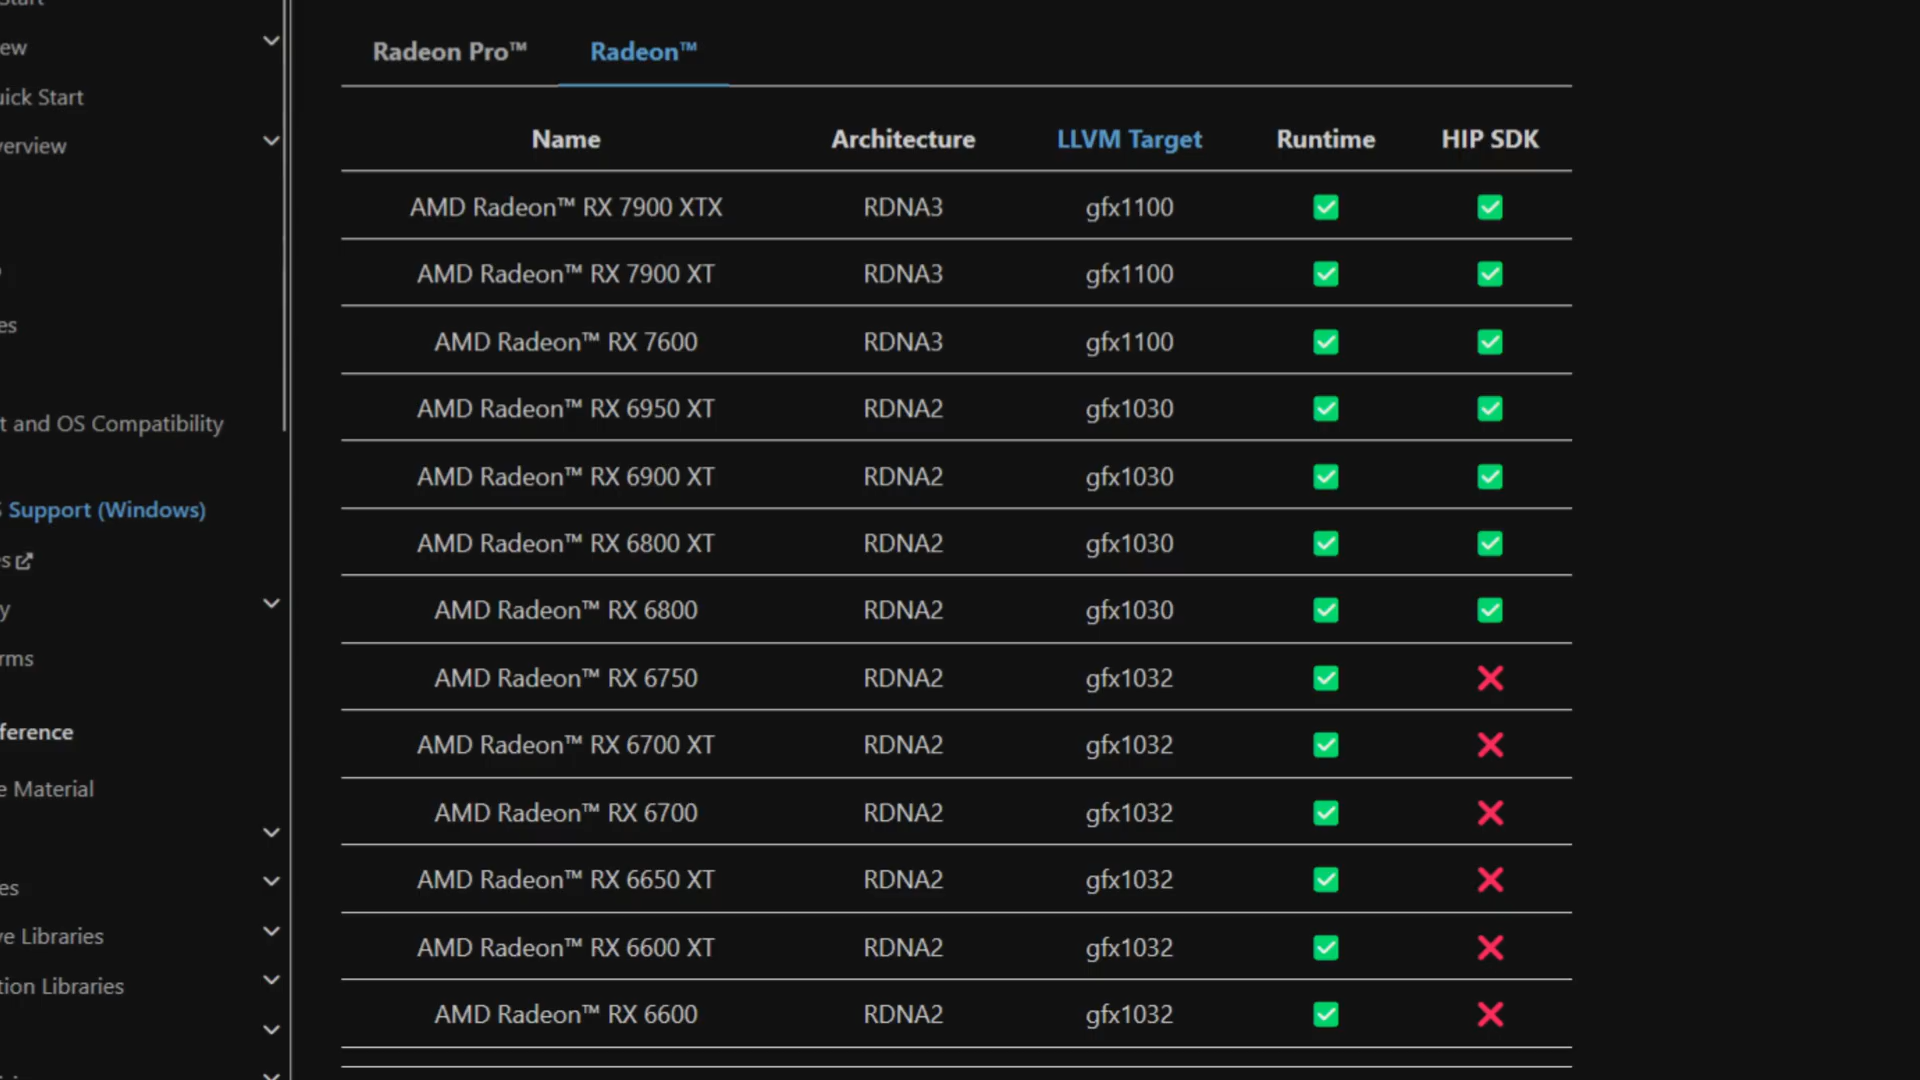 ew
uick Start
verview
es
t and OS Compatibility
Support (Windows)
s
y
rms
ference
e Material
es
ve Libraries
tion Libraries
Radeon Pro™ Radeon™
Name Architecture LLVM Target Runtime HIP SDK
AMD Radeon™ RX 7900 XTX RDNA3 gfx1100
AMD Radeon™ RX 7900 XT RDNA3 gfx1100
AMD Radeon™ RX 7600 RDNA3 gfx1100
AMD Radeon™ RX 6950 XT RDNA2 gfx1030
AMD Radeon™ RX 6900 XT RDNA2 gfx1030
AMD Radeon™ RX 6800 XT RDNA2 gfx1030
AMD Radeon™ RX 6800 RDNA2 gfx1030
AMD Radeon™ RX 6750 RDNA2 gfx1032
AMD Radeon™ RX 6700 XT RDNA2 gfx1032
AMD Radeon™ RX 6700 RDNA2 gfx1032
AMD Radeon™ RX 6650 XT RDNA2 gfx1032
AMD Radeon™ RX 6600 XT RDNA2 gfx1032
AMD Radeon™ RX 6600 RDNA2 gfx1032